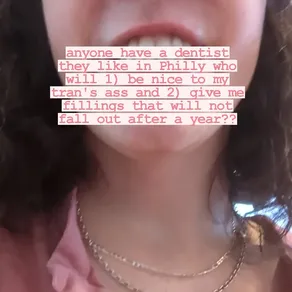 anyone have a dentist
they like in Philly who
will 1) be nice to my
tran's ass and 2) give me
fillings that will not
fall out after a year??